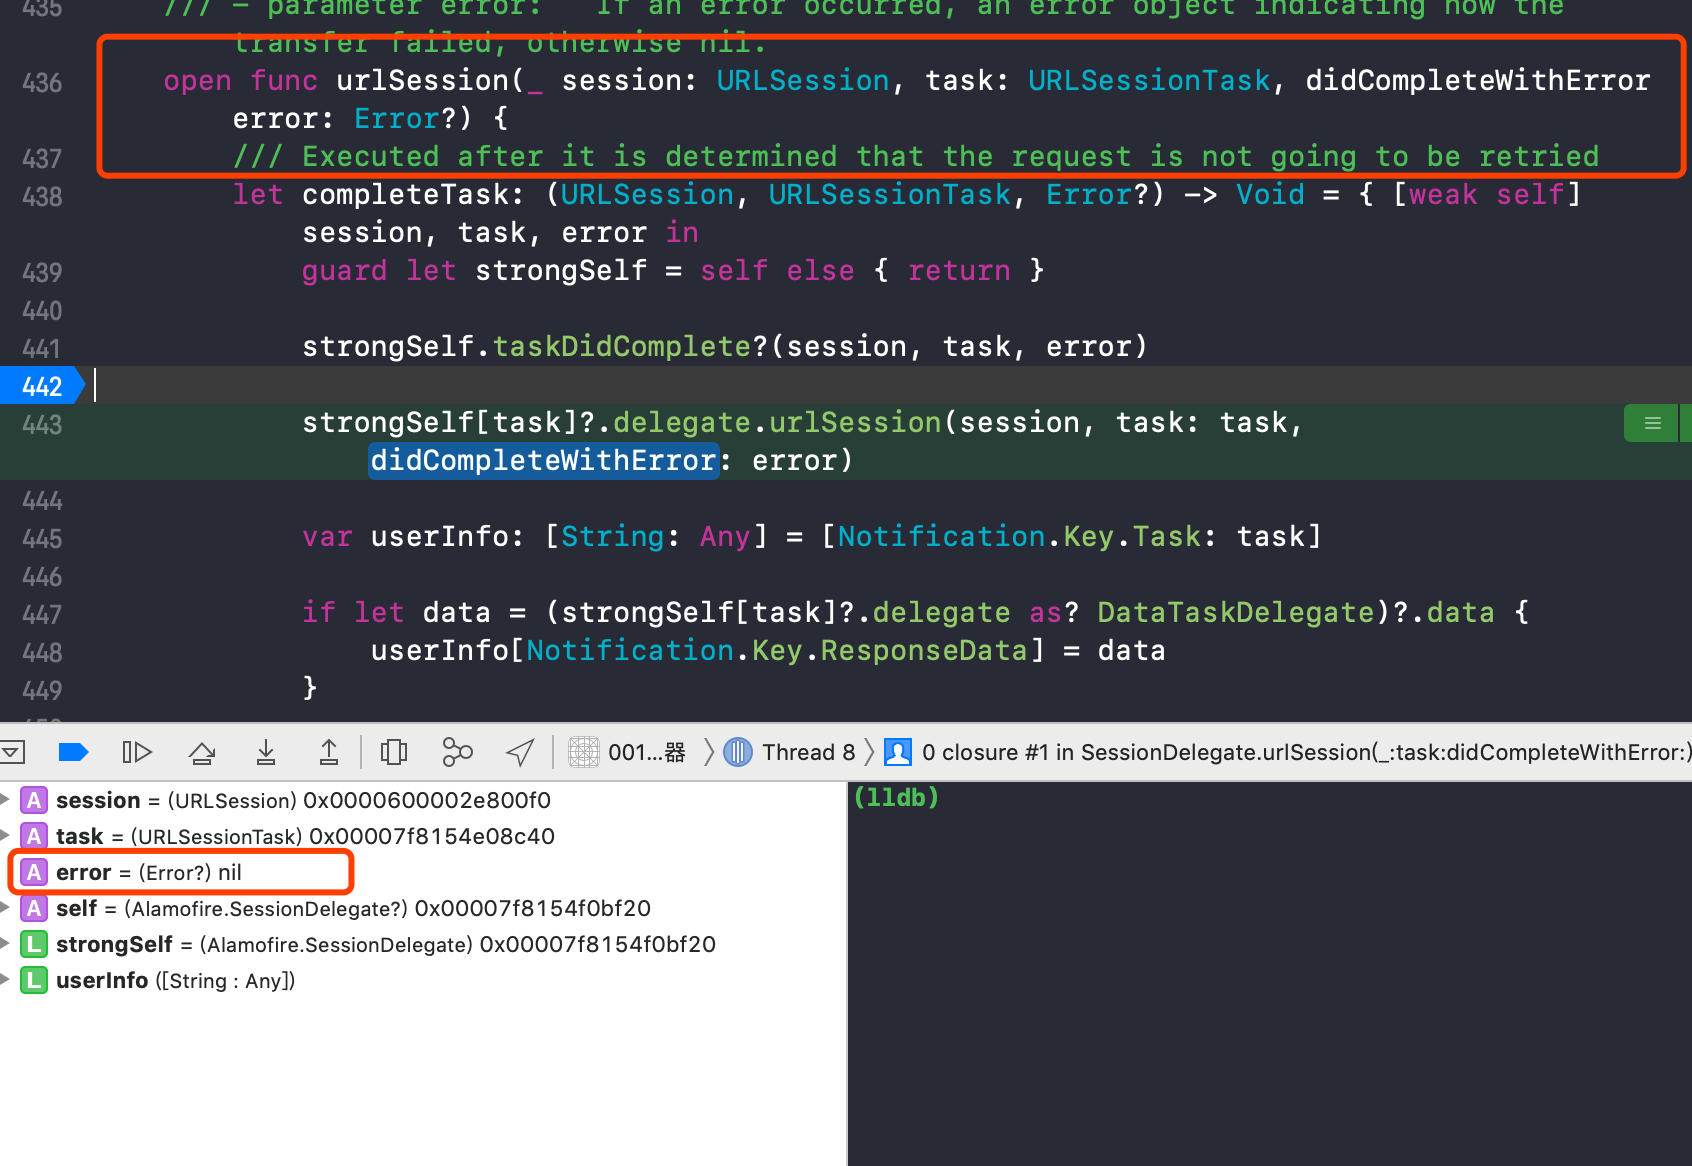 435 /// - parameter error: If an error occurred, an error object indicating how the
transfer failed, otherwise nil.
436 open func urlSession(_ session: URLSession, task: URLSessionTask, didCompleteWithError
error: Error?) {
437 /// Executed after it is determined that the request is not going to be retried
438 let completeTask: (URLSession, URLSessionTask, Error?) -> Void = { [weak self]
session, task, error in
439 guard let strongSelf = self else { return }
440
441 strongSelf.taskDidComplete?(session, task, error)
442
443 strongSelf[task]?.delegate.urlSession(session, task: task,
didCompleteWithError: error)
444
445 var userInfo: [String: Any] = [Notification.Key.Task: task]
446
447 if let data = (strongSelf[task]?.delegate as? DataTaskDelegate)?.data {
448 userInfo[Notification.Key.ResponseData] = data
449 }
450
001...器 Thread 8 0 closure #1 in SessionDelegate.urlSession(_:task:didCompleteWithError:)
A session = (URLSession) 0x0000600002e800f0
A task = (URLSessionTask) 0x00007f8154e08c40
A error = (Error?) nil
A self = (Alamofire.SessionDelegate?) 0x00007f8154f0bf20
L strongSelf = (Alamofire.SessionDelegate) 0x00007f8154f0bf20
L userInfo ([String : Any])
(lldb)